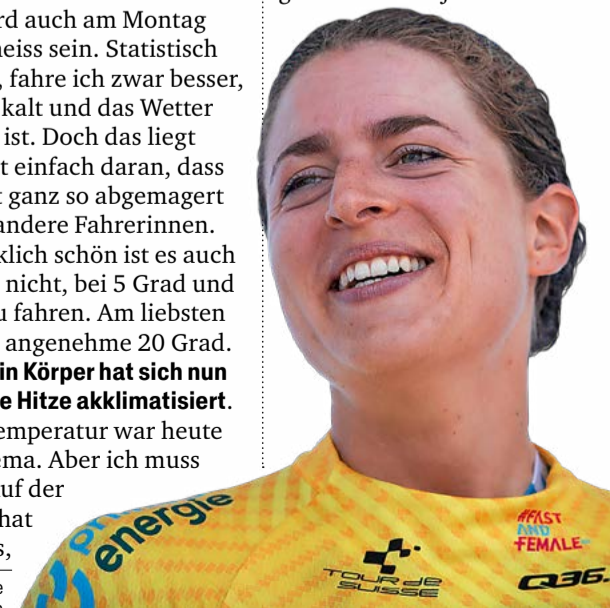 rd auch am Montag
heiss sein. Statistisch
, fahre ich zwar besser,
kalt und das Wetter
ist. Doch das liegt
t einfach daran, dass
t ganz so abgemagert
andere Fahrerinnen.
klich schön ist es auch
nicht, bei 5 Grad und
u fahren. Am liebsten
angenehme 20 Grad.
in Körper hat sich nun
e Hitze akklimatisiert.
emperatur war heute
ema. Aber ich muss
uf der
hat
s,
e
energie
TOUR de
SUISSE
#FAST
AND
FEMALE
Q36.